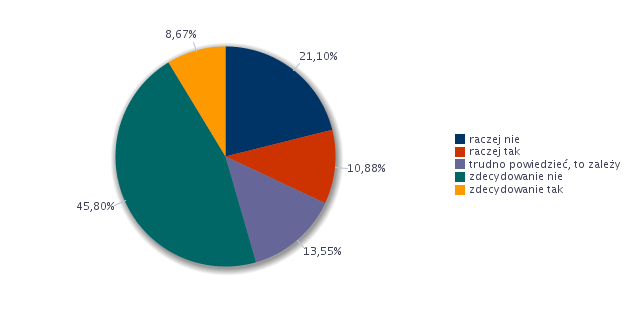 8,67%
21,10%
10,88%
45,80%
13,55%
raczej nie
raczej tak
trudno powiedzieć, to zależy
zdecydowanie nie
zdecydowanie tak